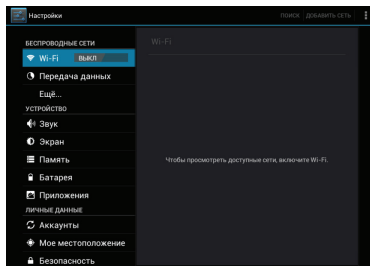 Настройки
ПОИСК
ДОБАВИТЬ СЕТЬ
БЕСПРОВОДНЫЕ СЕТИ
Wi-Fi
ВЫКЛ
Wi-Fi
Передача данных
Ещё...
УСТРОЙСТВО
Звук
Экран
Память
Чтобы просмотреть доступные сети, включите Wi-Fi.
Батарея
Приложения
ЛИЧНЫЕ ДАННЫЕ
Аккаунты
Мое местоположение
Безопасность